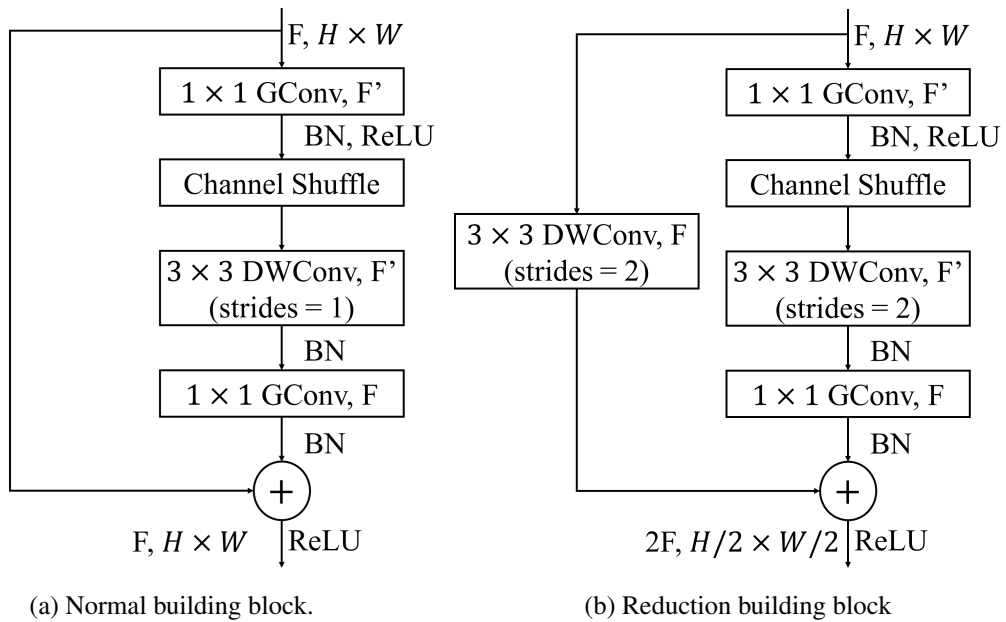 F, H × W
1 × 1 GConv, F’
BN, ReLU
Channel Shuffle
3 × 3 DWConv, F’
(strides = 1)
BN
1 × 1 GConv, F
BN
+
F, H × W
ReLU
(a) Normal building block.
F, H × W
1 × 1 GConv, F’
BN, ReLU
Channel Shuffle
3 × 3 DWConv, F
(strides = 2)
3 × 3 DWConv, F’
(strides = 2)
BN
1 × 1 GConv, F
BN
+
2F, H/2 × W/2
ReLU
(b) Reduction building block